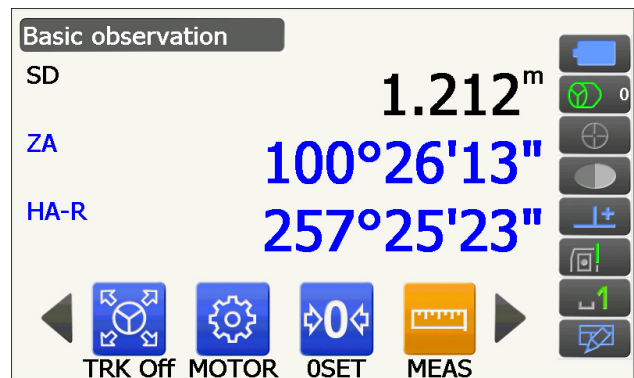 Basic observation
SD 1.212m
0
ZA 100°26'13"
HA-R 257°25'23"
1
0
TRK Off MOTOR 0SET MEAS